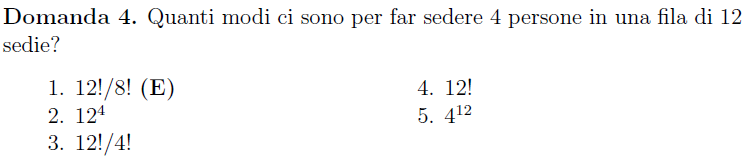 Domanda 4. Quanti modi ci sono per far sedere 4 persone in una fila di 12
sedie?
1. 12!/8! (E)
2. 12⁴
3. 12!/4!
4. 12!
5. 4¹²